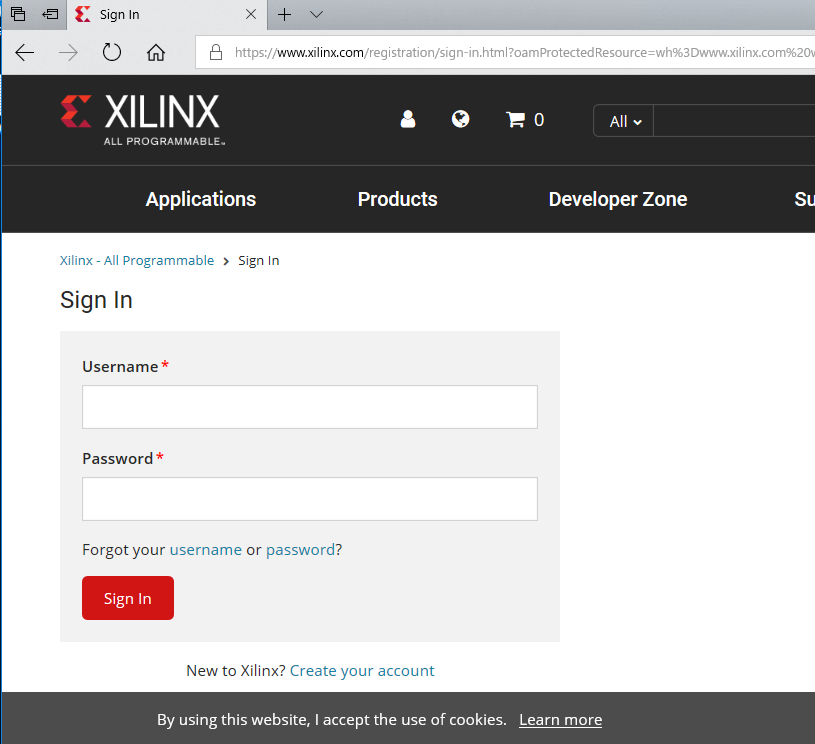 Sign In
https://www.xilinx.com/registration/sign-in.html?oamProtectedResource=wh%3Dwww.xilinx.com%20w
XILINX
ALL PROGRAMMABLE™
0
All
Applications Products Developer Zone Su
Xilinx - All Programmable > Sign In
Sign In
Username*
Password*
Forgot your username or password?
Sign In
New to Xilinx? Create your account
By using this website, I accept the use of cookies. Learn more